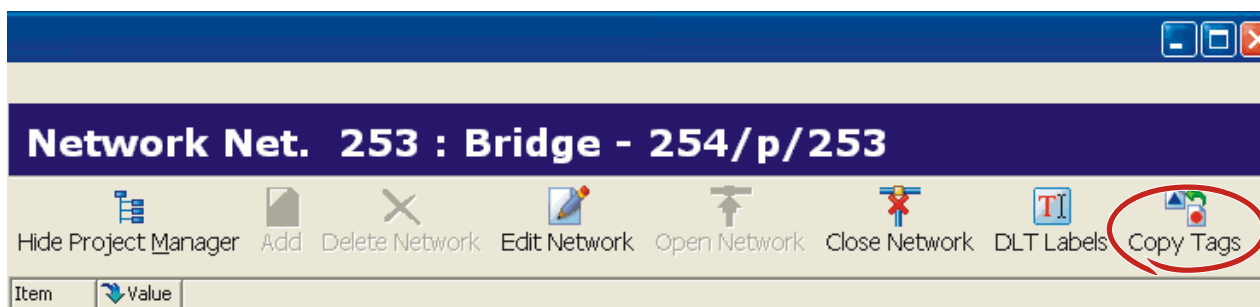 Network Net. 253 : Bridge - 254/p/253
Hide Project Manager Add Delete Network Edit Network Open Network Close Network DLT Labels Copy Tags
Item Value